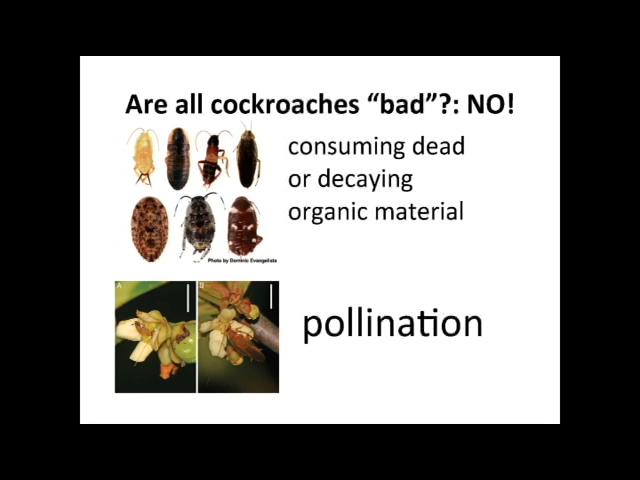 Are all cockroaches “bad”?: NO!
consuming dead
or decaying
organic material
Photo by Dominic Evangelista
A
B
pollination